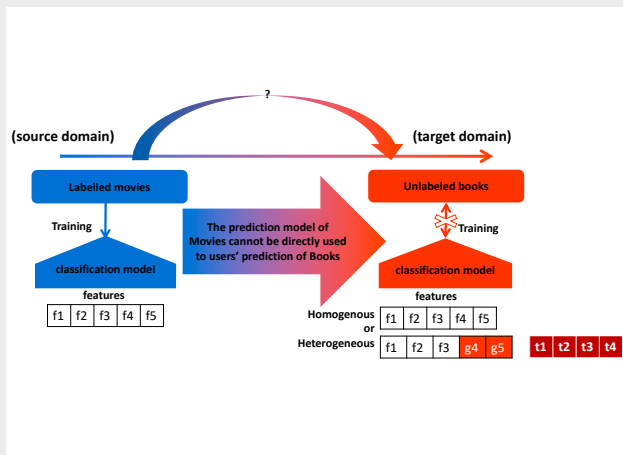 ?
(source domain)
(target domain)
Labelled movies
Unlabeled books
Training
Training
The prediction model of
Movies cannot be directly used
to users' prediction of Books
classification model
classification model
features
features
f1 f2 f3 f4 f5
Homogenous
f1 f2 f3 f4 f5
or
Heterogeneous
f1 f2 f3 g4 g5
t1 t2 t3 t4